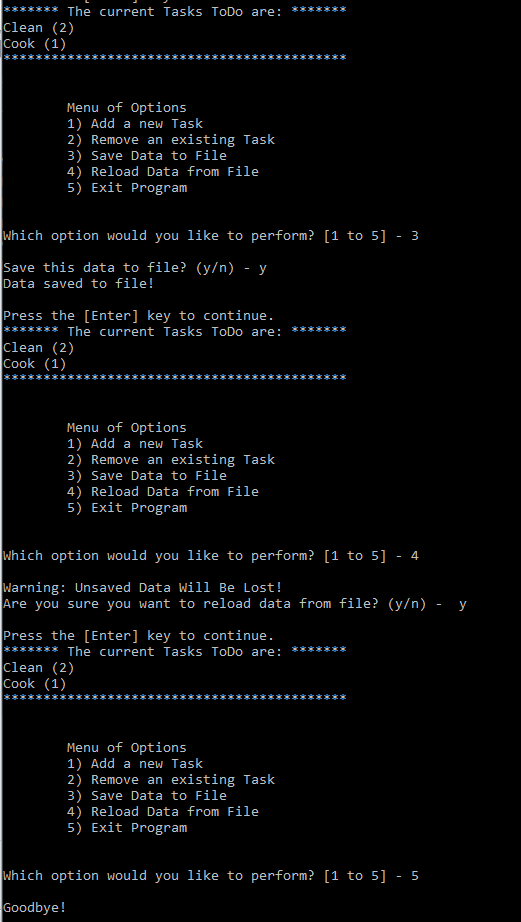 ******* The current Tasks ToDo are: *******
Clean (2)
Cook (1)
*******************************************
Menu of Options
1) Add a new Task
2) Remove an existing Task
3) Save Data to File
4) Reload Data from File
5) Exit Program
Which option would you like to perform? [1 to 5] - 3
Save this data to file? (y/n) - y
Data saved to file!
Press the [Enter] key to continue.
******* The current Tasks ToDo are: *******
Clean (2)
Cook (1)
*******************************************
Menu of Options
1) Add a new Task
2) Remove an existing Task
3) Save Data to File
4) Reload Data from File
5) Exit Program
Which option would you like to perform? [1 to 5] - 4
Warning: Unsaved Data Will Be Lost!
Are you sure you want to reload data from file? (y/n) -  y
Press the [Enter] key to continue.
******* The current Tasks ToDo are: *******
Clean (2)
Cook (1)
*******************************************
Menu of Options
1) Add a new Task
2) Remove an existing Task
3) Save Data to File
4) Reload Data from File
5) Exit Program
Which option would you like to perform? [1 to 5] - 5
Goodbye!